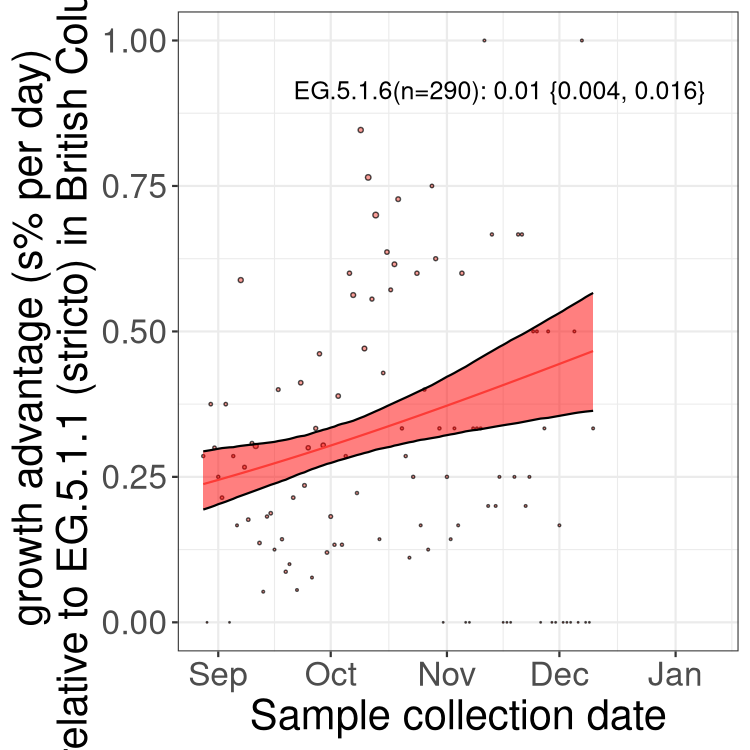 growth advantage (s% per day)
relative to EG.5.1.1 (stricto) in British Colu
1.00
0.75
0.50
0.25
0.00
EG.5.1.6(n=290): 0.01 {0.004, 0.016}
Sep Oct Nov Dec Jan
Sample collection date